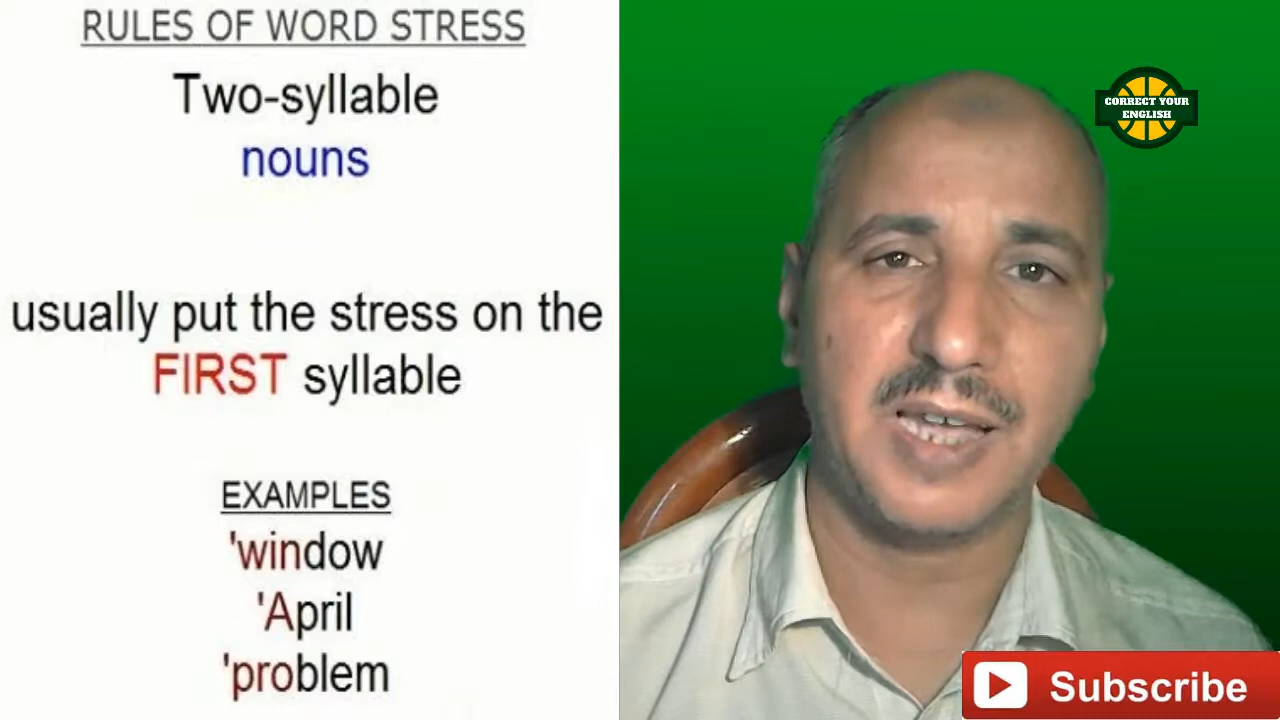 RULES OF WORD STRESS
Two-syllable
nouns
usually put the stress on the
FIRST syllable
EXAMPLES
'window
'April
'problem
CORRECT YOUR
ENGLISH
Subscribe